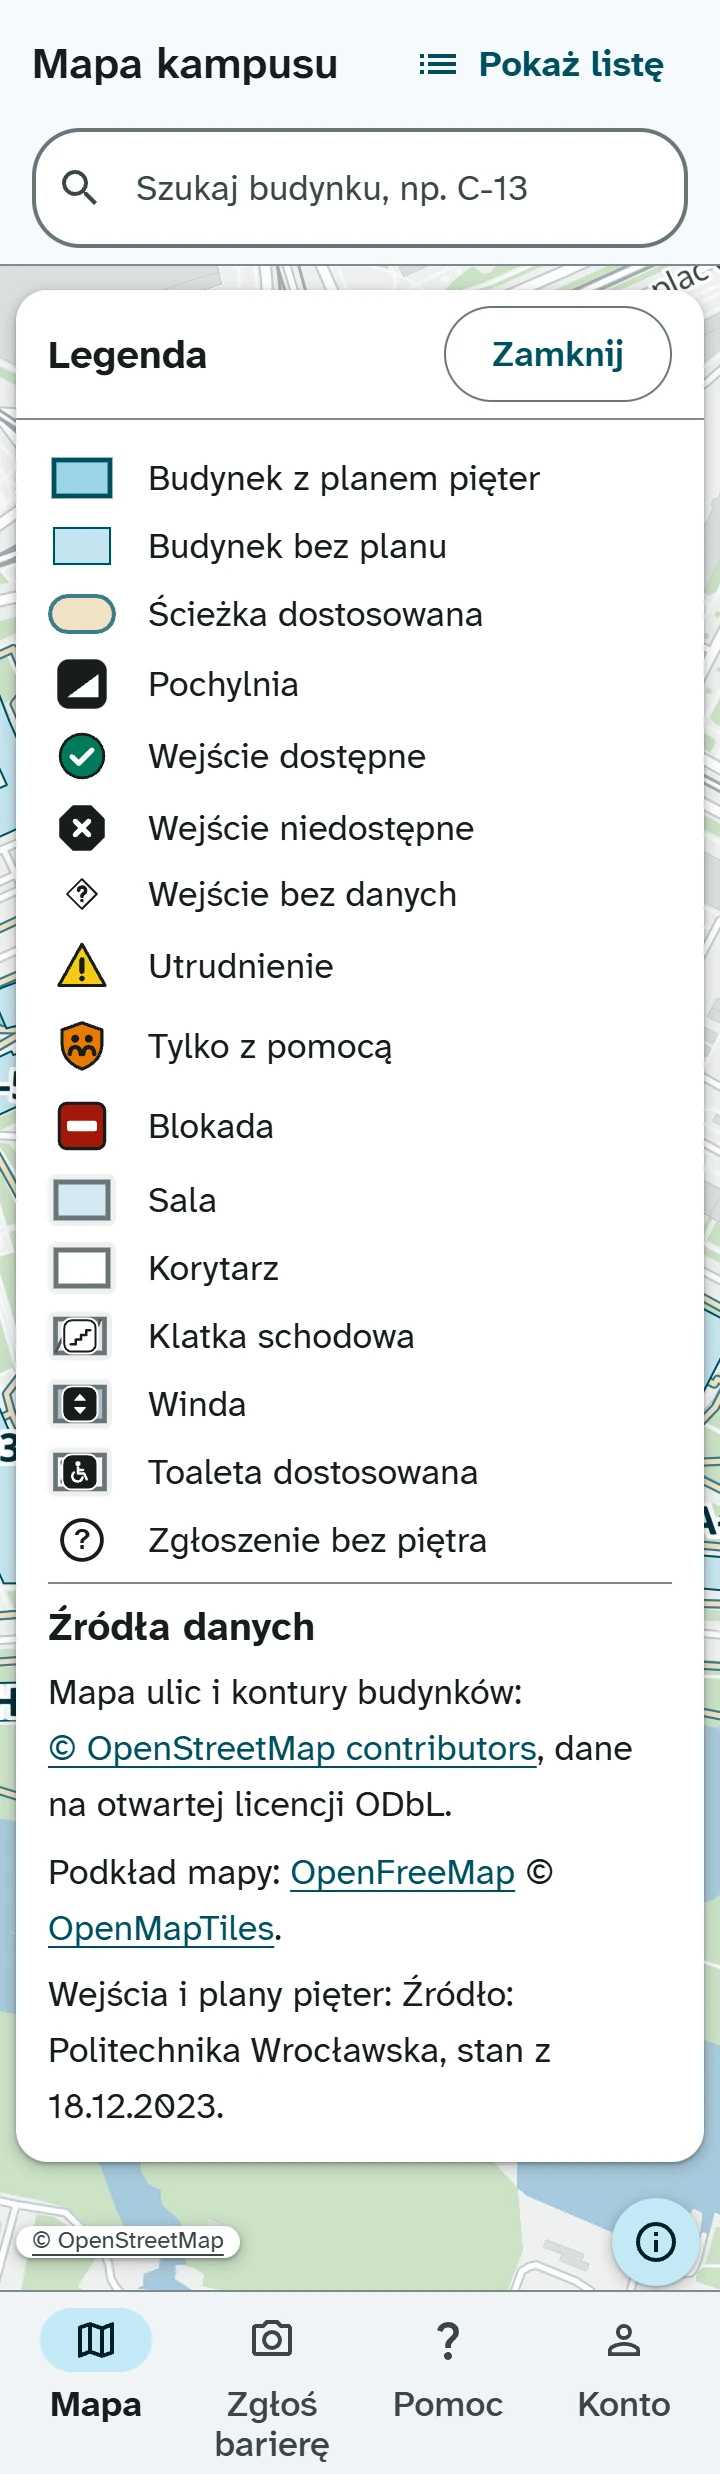 Mapa kampusu
Pokaż listę
Szukaj budynku, np. C-13
plac
Legenda
Zamknij
Budynek z planem pięter
Budynek bez planu
Ścieżka dostosowana
Pochylnia
Wejście dostępne
Wejście niedostępne
Wejście bez danych
Utrudnienie
Tylko z pomocą
Blokada
Sala
Korytarz
Klatka schodowa
Winda
Toaleta dostosowana
Zgłoszenie bez piętra
Źródła danych
Mapa ulic i kontury budynków:
© OpenStreetMap contributors, dane
na otwartej licencji ODbL.
Podkład mapy: OpenFreeMap ©
OpenMapTiles.
Wejścia i plany pięter: Źródło:
Politechnika Wrocławska, stan z
18.12.2023.
© OpenStreetMap
Mapa
Zgłoś
barierę
Pomoc
Konto